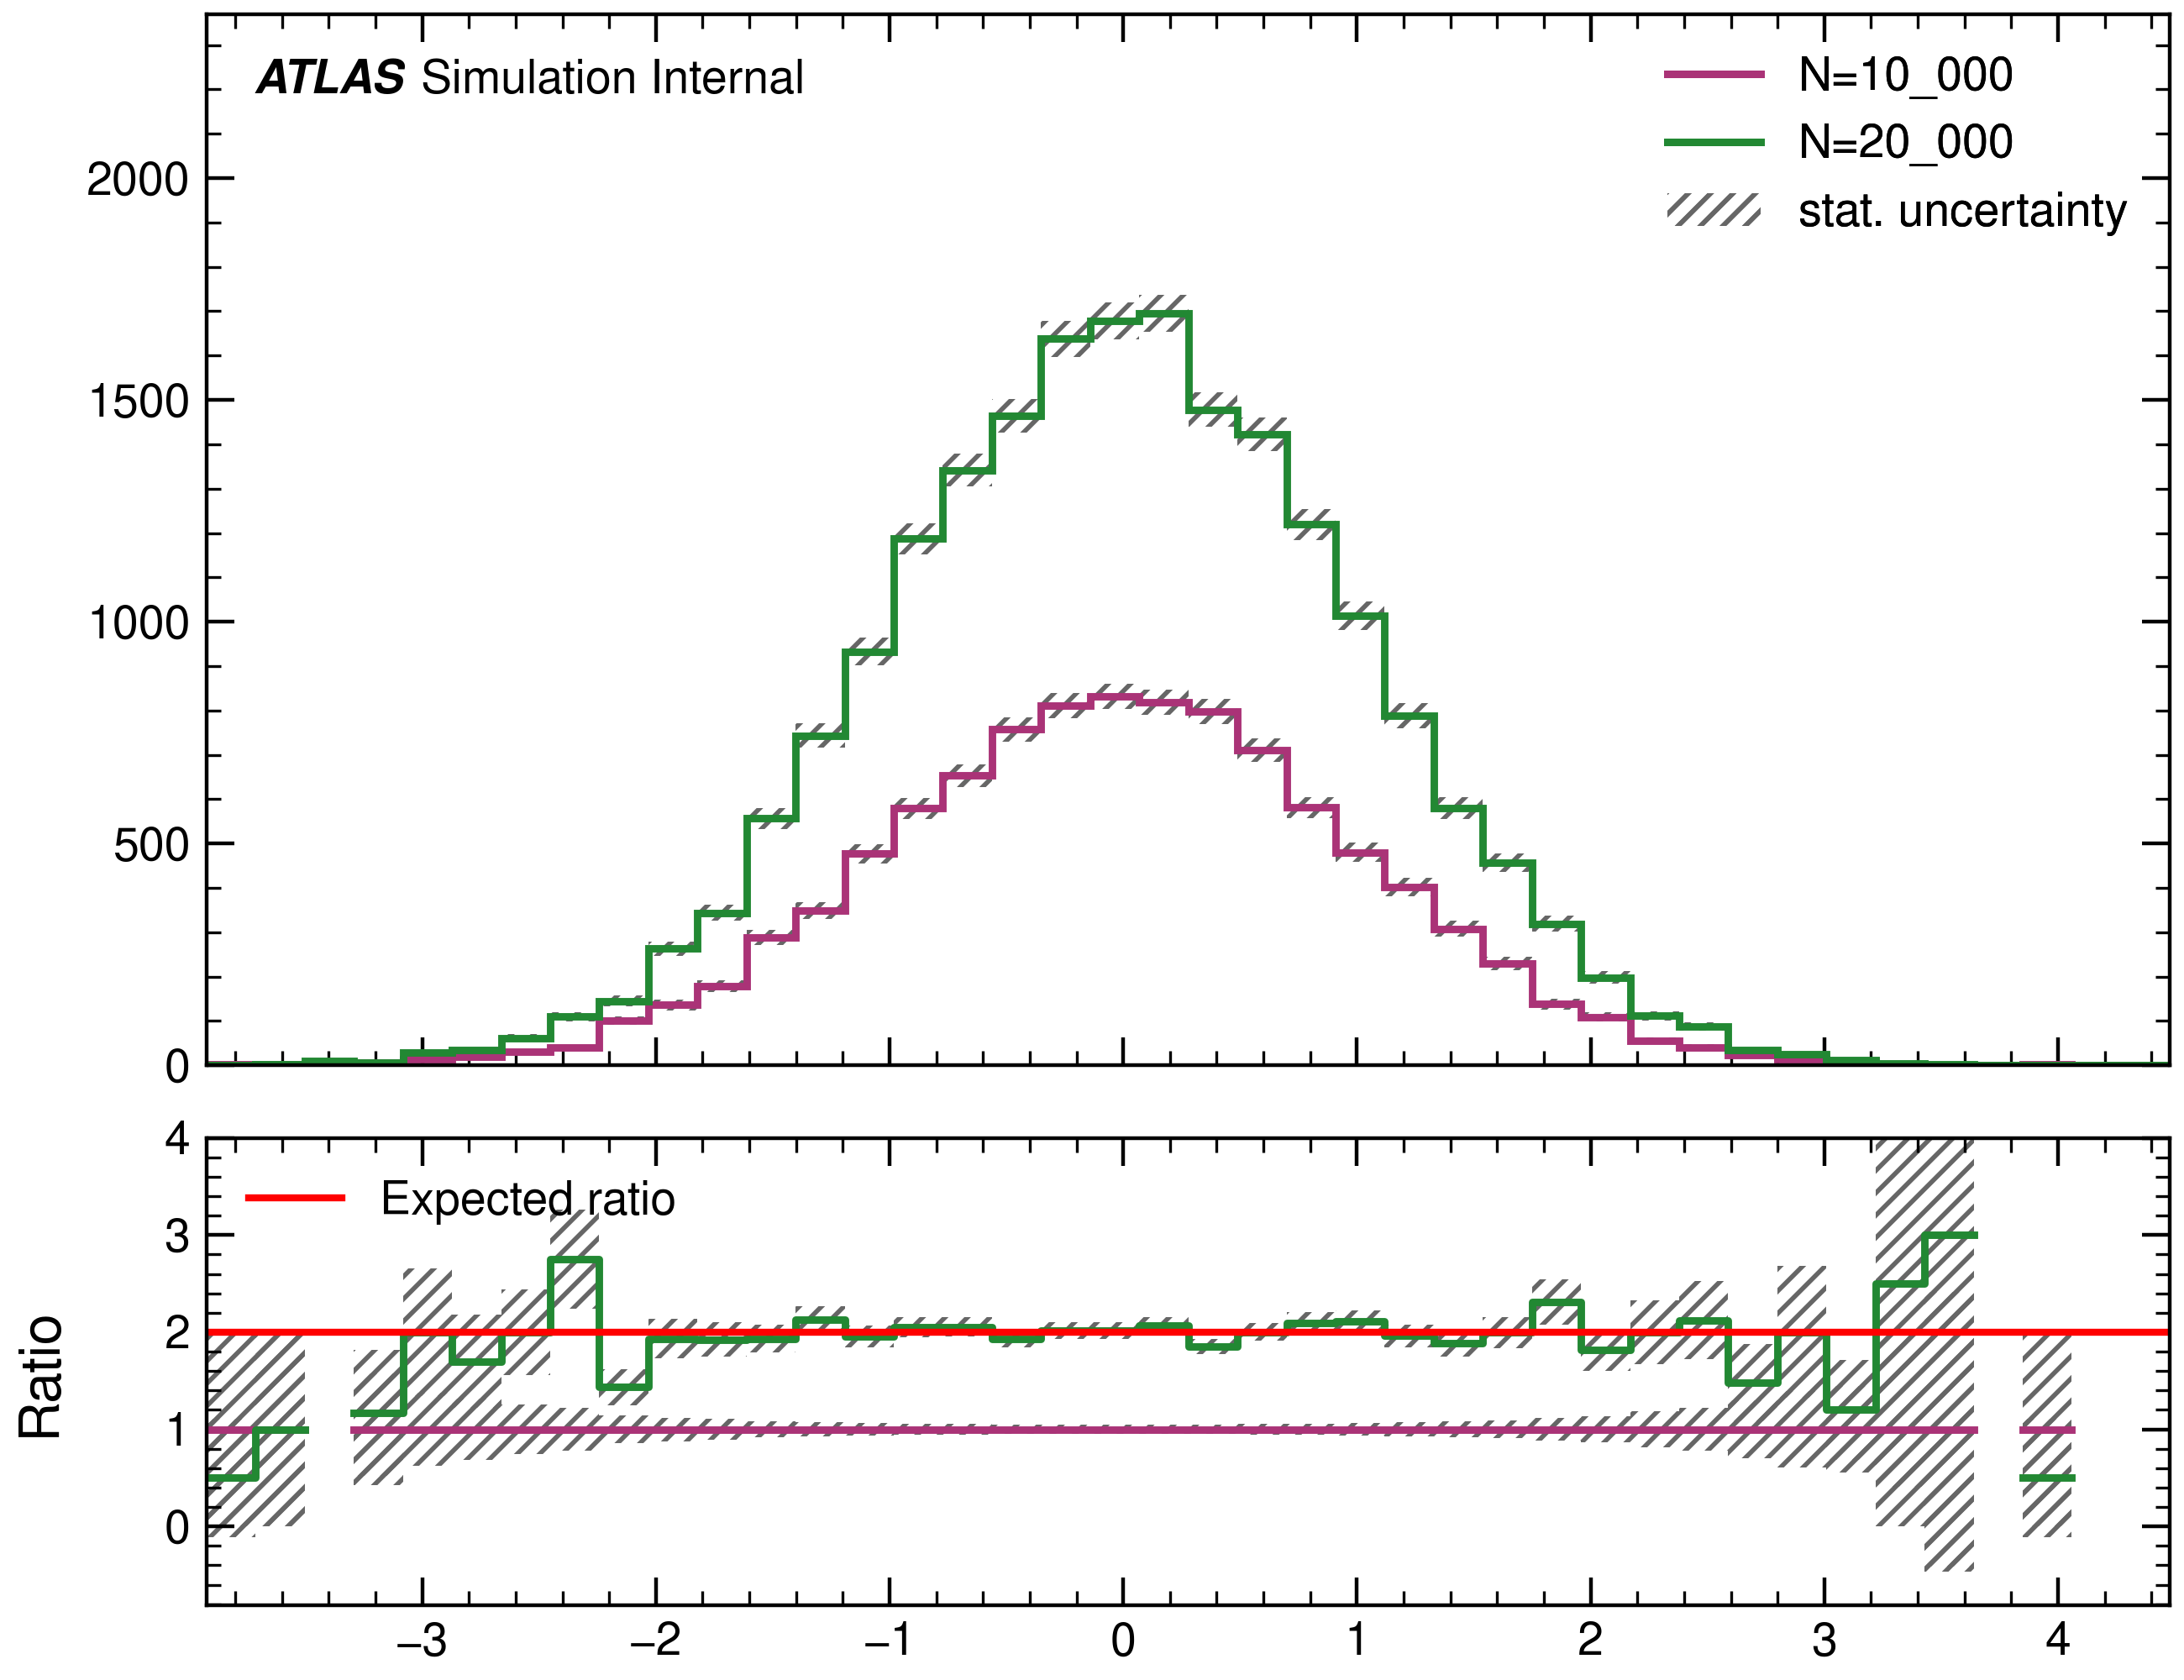 ATLAS Simulation Internal
N=10_000
N=20_000
stat. uncertainty
2000
1500
1000
500
0
4
3
2
1
0
Expected ratio
Ratio
−3 −2 −1 0 1 2 3 4